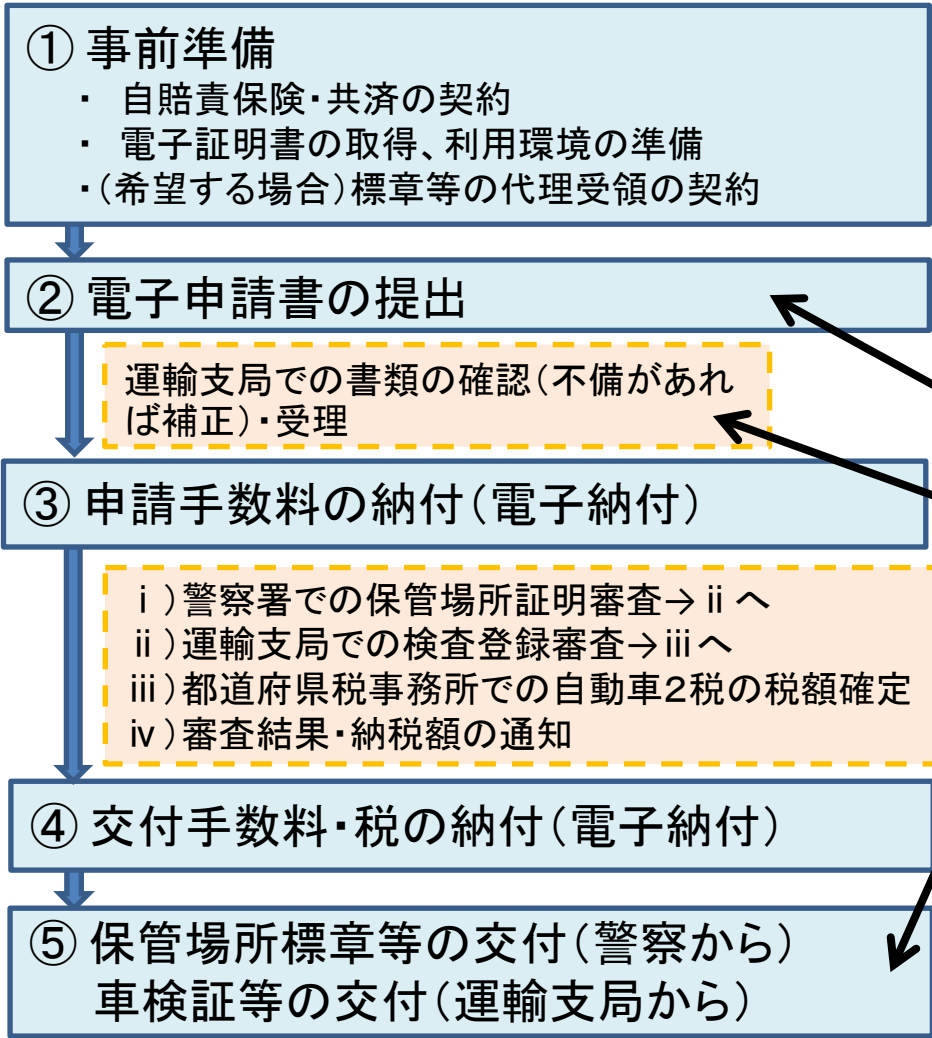 ① 事前準備
・ 自賠責保険・共済の契約
・ 電子証明書の取得、利用環境の準備
・(希望する場合)標章等の代理受領の契約
② 電子申請書の提出
運輸支局での書類の確認(不備があれ
ば補正)・受理
③ 申請手数料の納付(電子納付)
ⅰ)警察署での保管場所証明審査→ⅱへ
ⅱ)運輸支局での検査登録審査→ⅲへ
ⅲ)都道府県税事務所での自動車2税の税額確定
ⅳ)審査結果・納税額の通知
④ 交付手数料・税の納付(電子納付)
⑤ 保管場所標章等の交付(警察から)
車検証等の交付(運輸支局から)